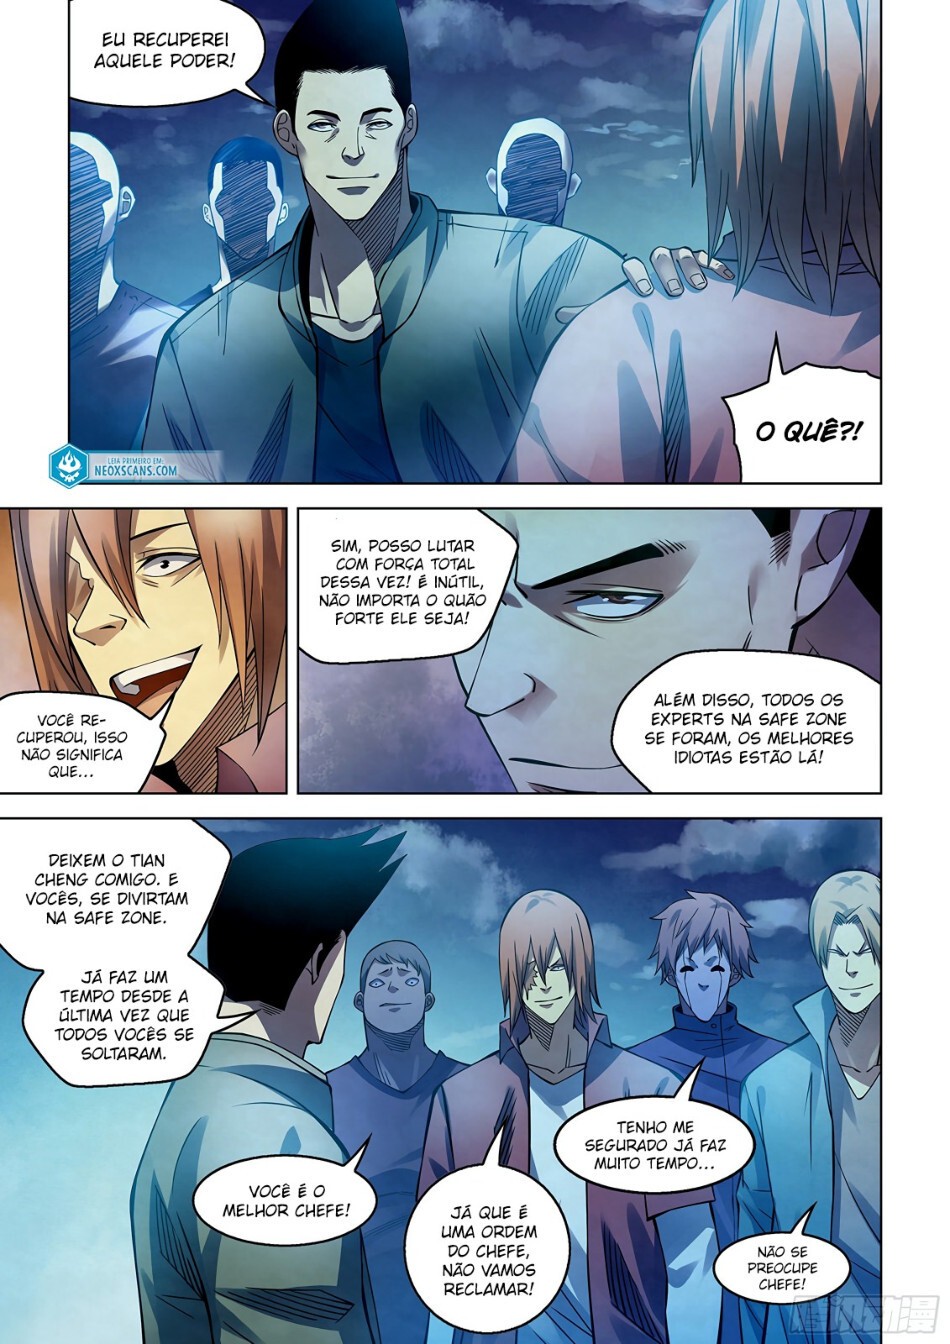 EU RECUPEREI
AQUELE PODER!
O QUÊ?!
LEIA PRIMEIRO EM:
NEOXSCANS.COM
VOCÊ RE-
CUPEROU, ISSO
NÃO SIGNIFICA
QUE...
SIM, POSSO LUTAR
COM FORÇA TOTAL
DESSA VEZ! É INÚTIL,
NÃO IMPORTA O QUÃO
FORTE ELE SEJA!
ALÉM DISSO, TODOS OS
EXPERTS NA SAFE ZONE
SE FORAM, OS MELHORES
IDIOTAS ESTÃO LÁ!
DEIXEM O TIAN
CHENG COMIGO. E
VOCÊS, SE DIVIRTAM
NA SAFE ZONE.
JÁ FAZ UM
TEMPO DESDE A
ÚLTIMA VEZ QUE
TODOS VOCÊS SE
SOLTARAM.
VOCÊ É O
MELHOR CHEFE!
JÁ QUE É
UMA ORDEM
DO CHEFE,
NÃO VAMOS
RECLAMAR!
TENHO ME
SEGURADO JÁ FAZ
MUITO TEMPO...
NÃO SE
PREOCUPE
CHEFE!
腾讯动漫